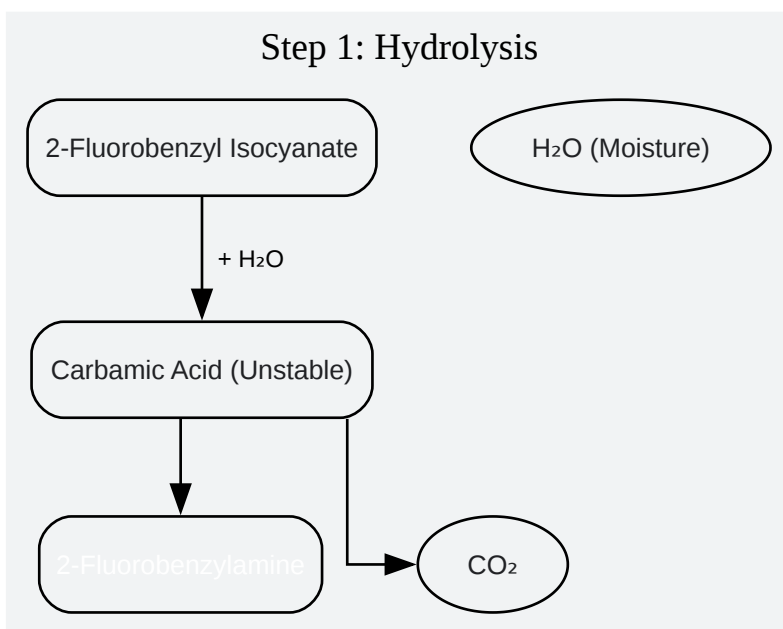 Step 1: Hydrolysis
2-Fluorobenzyl Isocyanate
H₂O (Moisture)
+ H₂O
Carbamic Acid (Unstable)
2-Fluorobenzylamine
CO₂